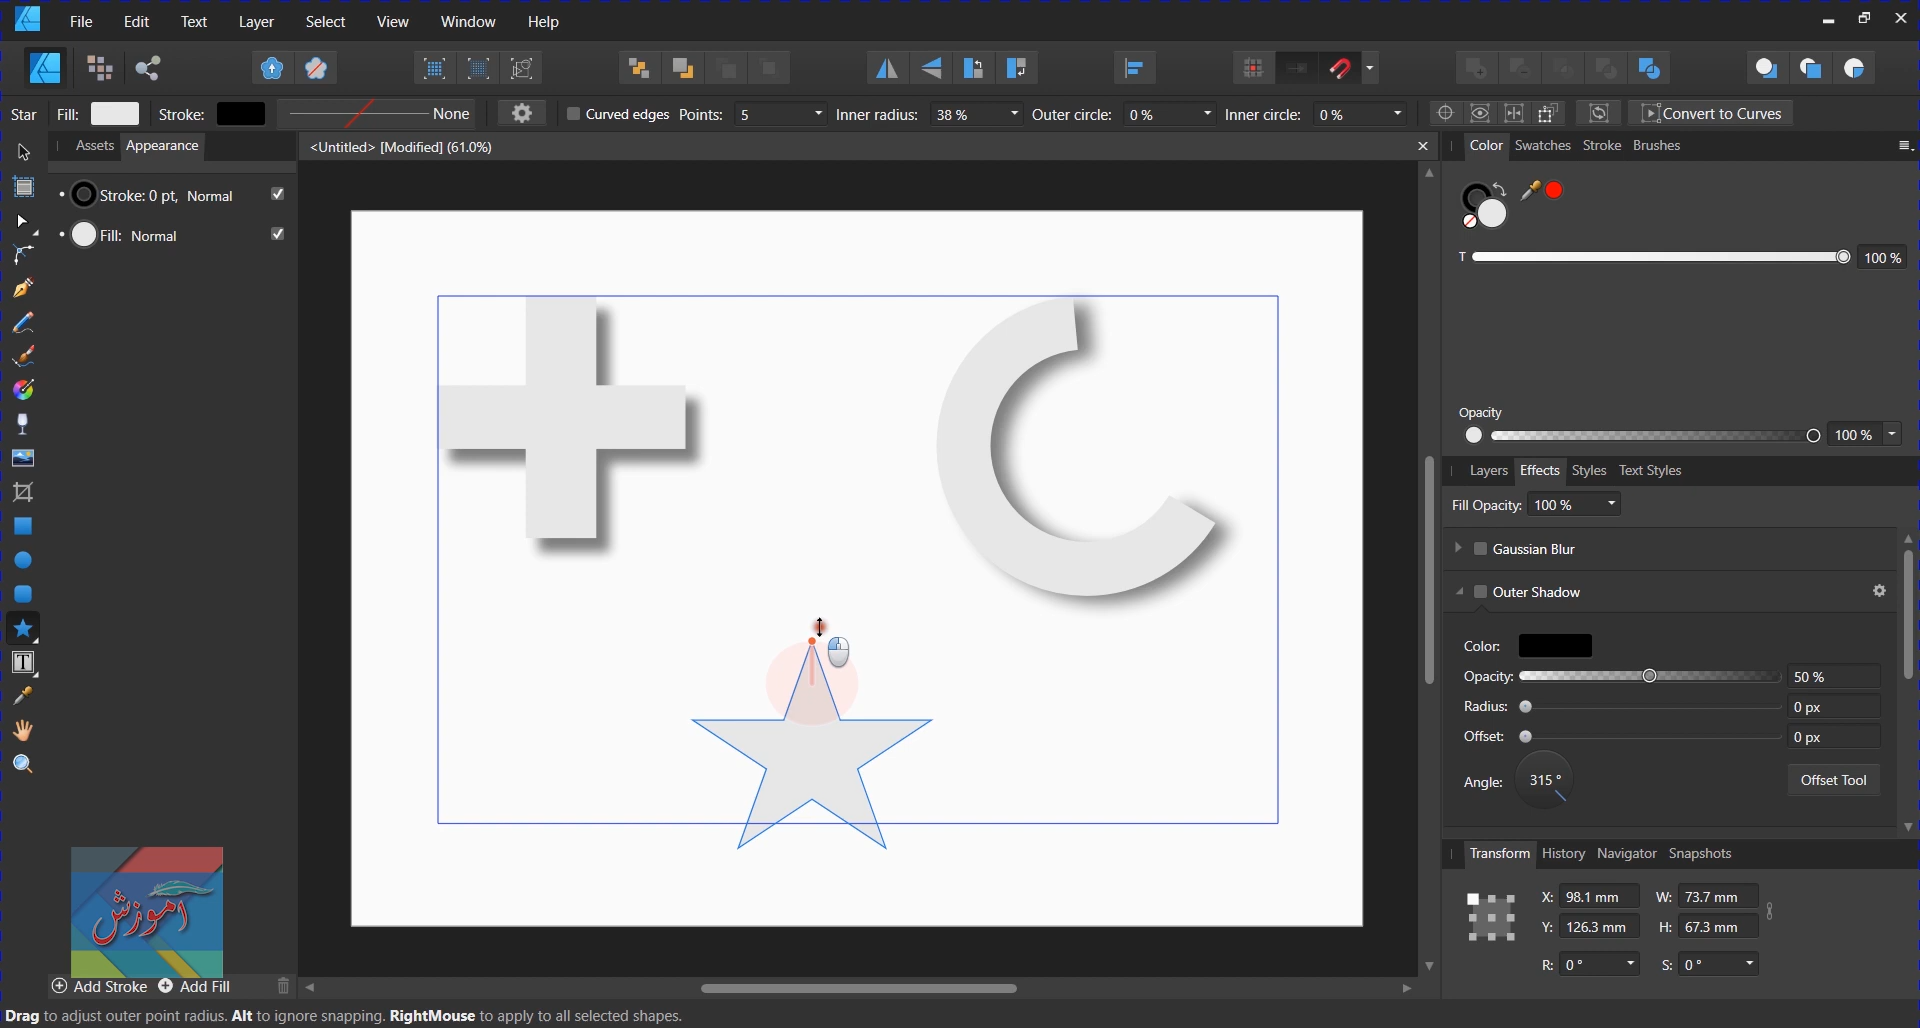 File Edit Text Layer Select View Window Help
Star Fill: Stroke: None Curved edges Points: 5 Inner radius: 38 % Outer circle: 0 % Inner circle: 0 % Convert to Curves
Assets Appearance
<Untitled> [Modified] (61.0%)
Color Swatches Stroke Brushes
Stroke: 0 pt, Normal
Fill: Normal
T 100 %
Opacity
100 %
Layers Effects Styles Text Styles
Fill Opacity: 100 %
Gaussian Blur
Outer Shadow
Color:
Opacity: 50 %
Radius: 0 px
Offset: 0 px
Angle: 315 ° Offset Tool
Transform History Navigator Snapshots
X: 98.1 mm W: 73.7 mm
Y: 126.3 mm H: 67.3 mm
R: 0 ° S: 0 °
آموزش
Add Stroke Add Fill
Drag to adjust outer point radius. Alt to ignore snapping. RightMouse to apply to all selected shapes.